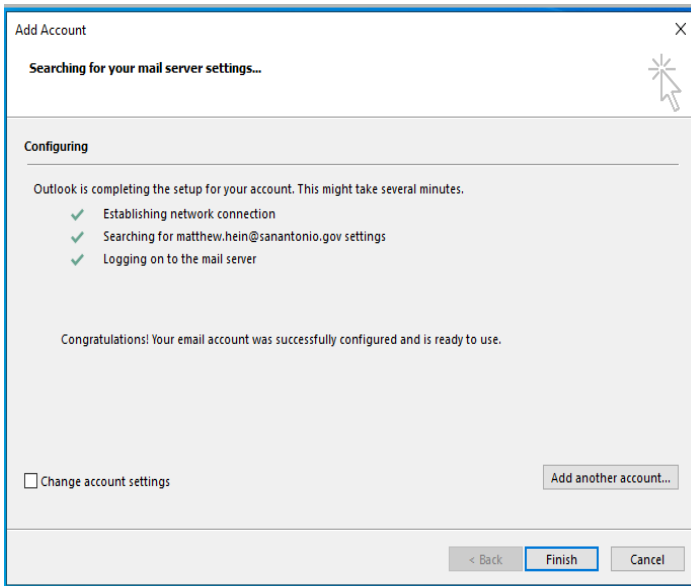 Add Account
Searching for your mail server settings...
Configuring
Outlook is completing the setup for your account. This might take several minutes.
Establishing network connection
Searching for matthew.hein@sanantonio.gov settings
Logging on to the mail server
Congratulations! Your email account was successfully configured and is ready to use.
Change account settings
Add another account...
< Back
Finish
Cancel